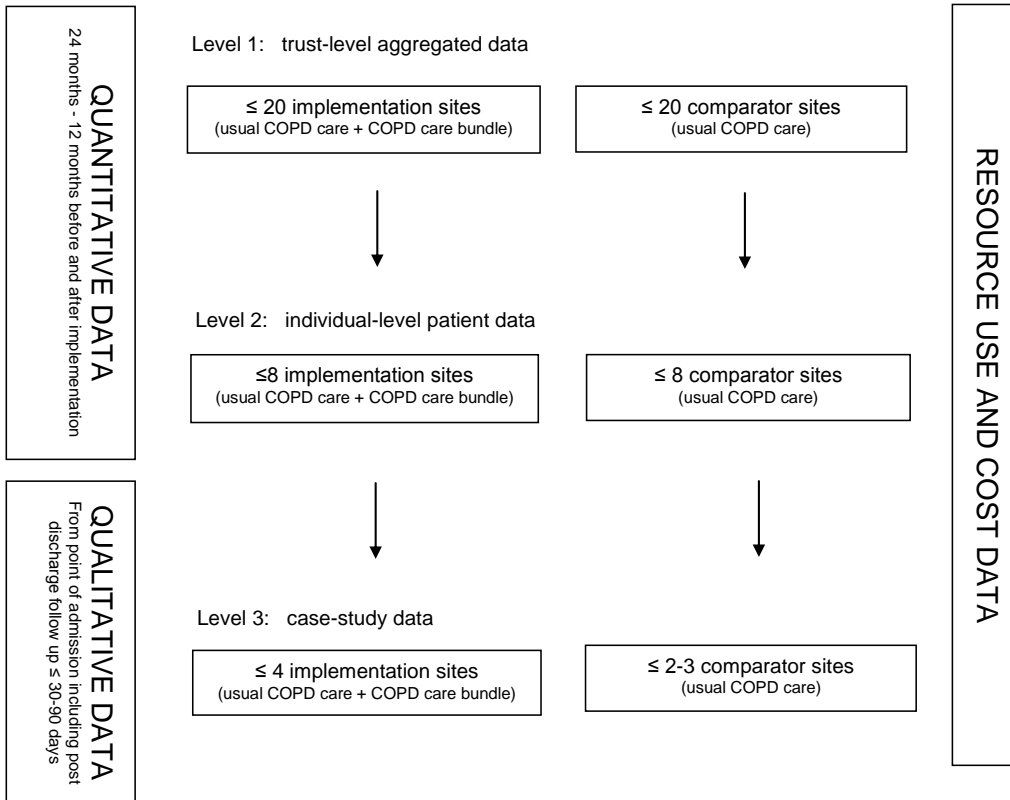 QUANTITATIVE DATA
24 months - 12 months before and after implementation
Level 1: trust-level aggregated data
≤ 20 implementation sites
(usual COPD care + COPD care bundle)
≤ 20 comparator sites
(usual COPD care)
Level 2: individual-level patient data
≤8 implementation sites
(usual COPD care + COPD care bundle)
≤ 8 comparator sites
(usual COPD care)
QUALITATIVE DATA
From point of admission including post
discharge follow up ≤ 30-90 days
Level 3: case-study data
≤ 4 implementation sites
(usual COPD care + COPD care bundle)
≤ 2-3 comparator sites
(usual COPD care)
RESOURCE USE AND COST DATA